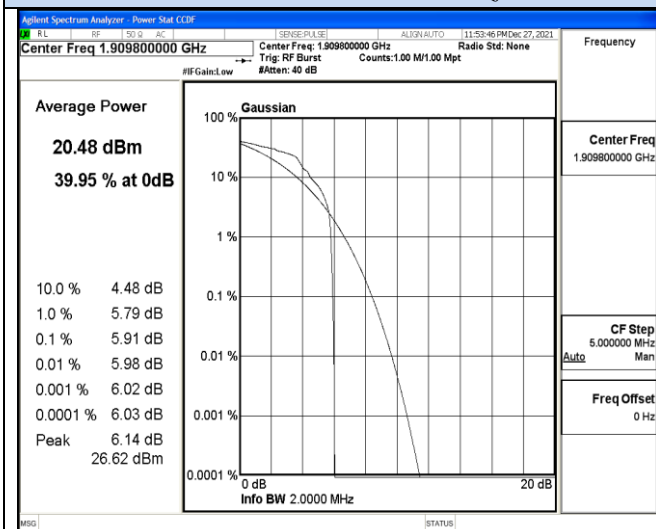 Agilent Spectrum Analyzer - Power Stat CCDF
RL RF 50 Ω AC SENSE:PULSE ALIGN AUTO 11:53:46 PM Dec 27, 2021
Center Freq 1.909800000 GHz
Center Freq: 1.909800000 GHz Radio Std: None
Trig: RF Burst Counts:1.00 M/1.00 Mpt
#IFGain:Low #Atten: 40 dB
Frequency
Average Power
20.48 dBm
39.95 % at 0dB
10.0 % 4.48 dB
1.0 % 5.79 dB
0.1 % 5.91 dB
0.01 % 5.98 dB
0.001 % 6.02 dB
0.0001 % 6.03 dB
Peak 6.14 dB
26.62 dBm
Gaussian
100 %
10 %
1 %
0.1 %
0.01 %
0.001 %
0.0001 %
0 dB 20 dB
Info BW 2.0000 MHz
Center Freq
1.909800000 GHz
CF Step
5.000000 MHz
Auto Man
Freq Offset
0 Hz
MSG STATUS